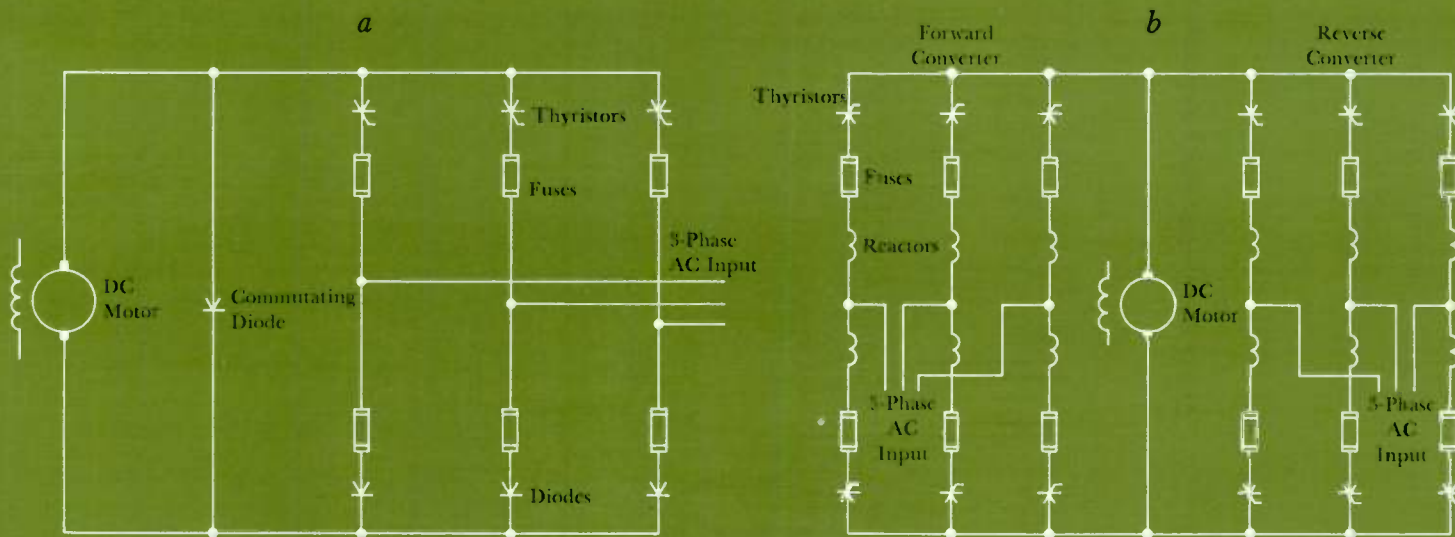 a
Thyristors
Fuses
3-Phase
AC Input
DC
Motor
Commutating
Diode
Diodes
b
Forward
Converter
Reverse
Converter
Thyristors
Fuses
Reactors
DC
Motor
3-Phase
AC
Input
3-Phase
AC
Input